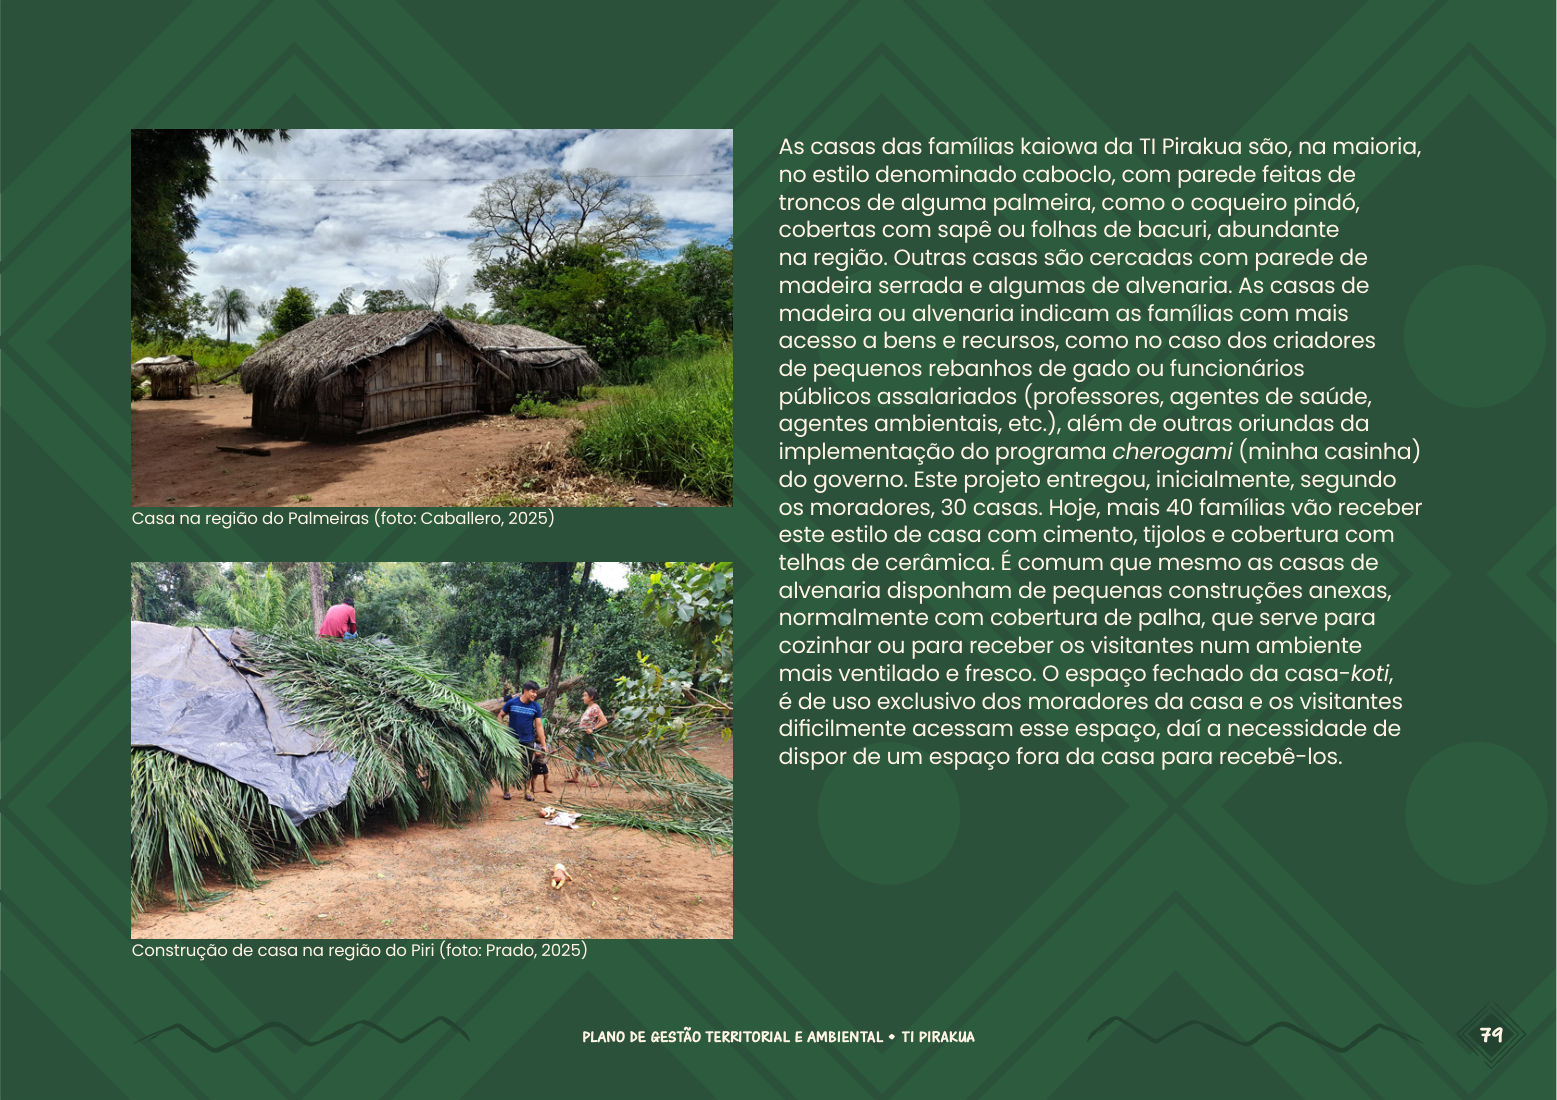 Casa na região do Palmeiras (foto: Caballero, 2025)
Construção de casa na região do Piri (foto: Prado, 2025)
As casas das famílias kaiowa da TI Pirakua são, na maioria,
no estilo denominado caboclo, com parede feitas de
troncos de alguma palmeira, como o coqueiro pindó,
cobertas com sapê ou folhas de bacuri, abundante
na região. Outras casas são cercadas com parede de
madeira serrada e algumas de alvenaria. As casas de
madeira ou alvenaria indicam as famílias com mais
acesso a bens e recursos, como no caso dos criadores
de pequenos rebanhos de gado ou funcionários
públicos assalariados (professores, agentes de saúde,
agentes ambientais, etc.), além de outras oriundas da
implementação do programa cherogami (minha casinha)
do governo. Este projeto entregou, inicialmente, segundo
os moradores, 30 casas. Hoje, mais 40 famílias vão receber
este estilo de casa com cimento, tijolos e cobertura com
telhas de cerâmica. É comum que mesmo as casas de
alvenaria disponham de pequenas construções anexas,
normalmente com cobertura de palha, que serve para
cozinhar ou para receber os visitantes num ambiente
mais ventilado e fresco. O espaço fechado da casa-koti,
é de uso exclusivo dos moradores da casa e os visitantes
dificilmente acessam esse espaço, daí a necessidade de
dispor de um espaço fora da casa para recebê-los.
PLANO DE GESTÃO TERRITORIAL E AMBIENTAL • TI PIRAKUA
79